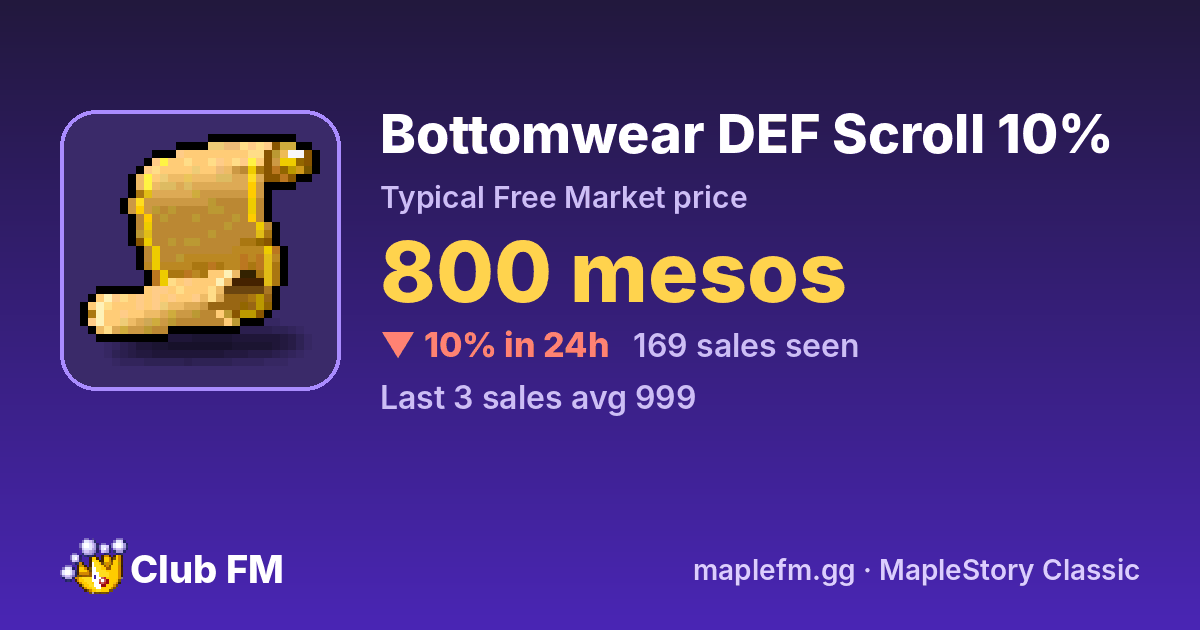 Bottomwear DEF Scroll 10%
Typical Free Market price
800 mesos
▼ 10% in 24h 169 sales seen
Last 3 sales avg 999
Club FM
maplefm.gg · MapleStory Classic